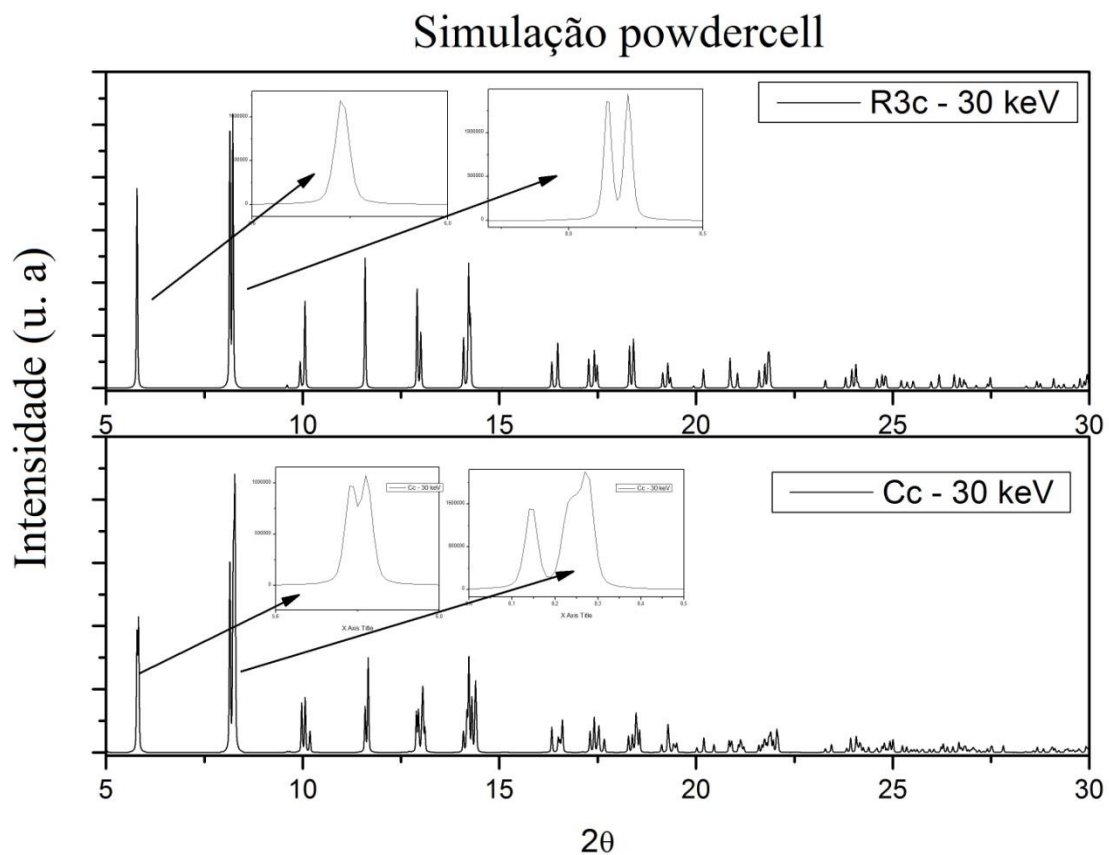 Simulação powdercell
Intensidade (u. a)
R3c - 30 keV
5 10 15 20 25 30
Cc - 30 keV
Cc - 30 keV
Cc - 30 keV
X Axis Title
X Axis Title
5 10 15 20 25 30
2θ